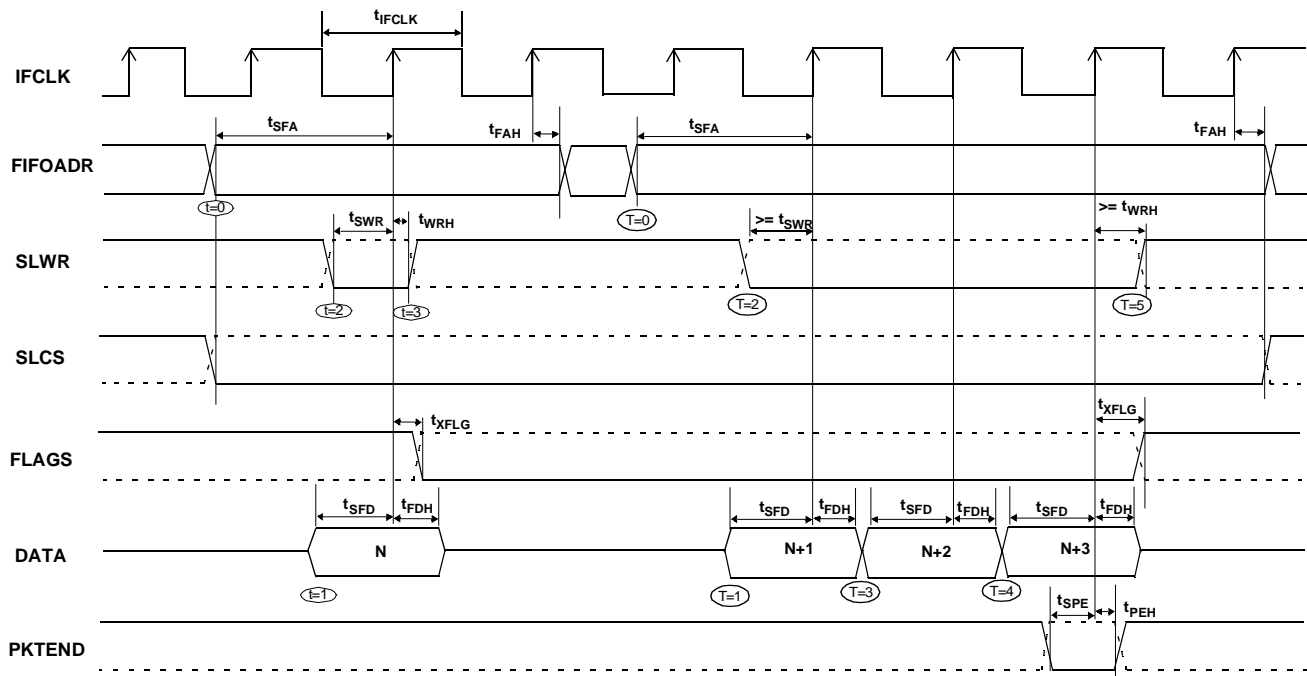 tIFCLK
IFCLK
tSFA tFAH tSFA tFAH
FIFOADR
t=0 T=0
tSWR tWRH >= tSWR >= tWRH
SLWR
t=2 t=3 T=2 T=5
SLCS
tXFLG tXFLG
FLAGS
tSFD tFDH tSFD tFDH tSFD tFDH tSFD tFDH
DATA N N+1 N+2 N+3
t=1 T=1 T=3 T=4
tSPE tPEH
PKTEND